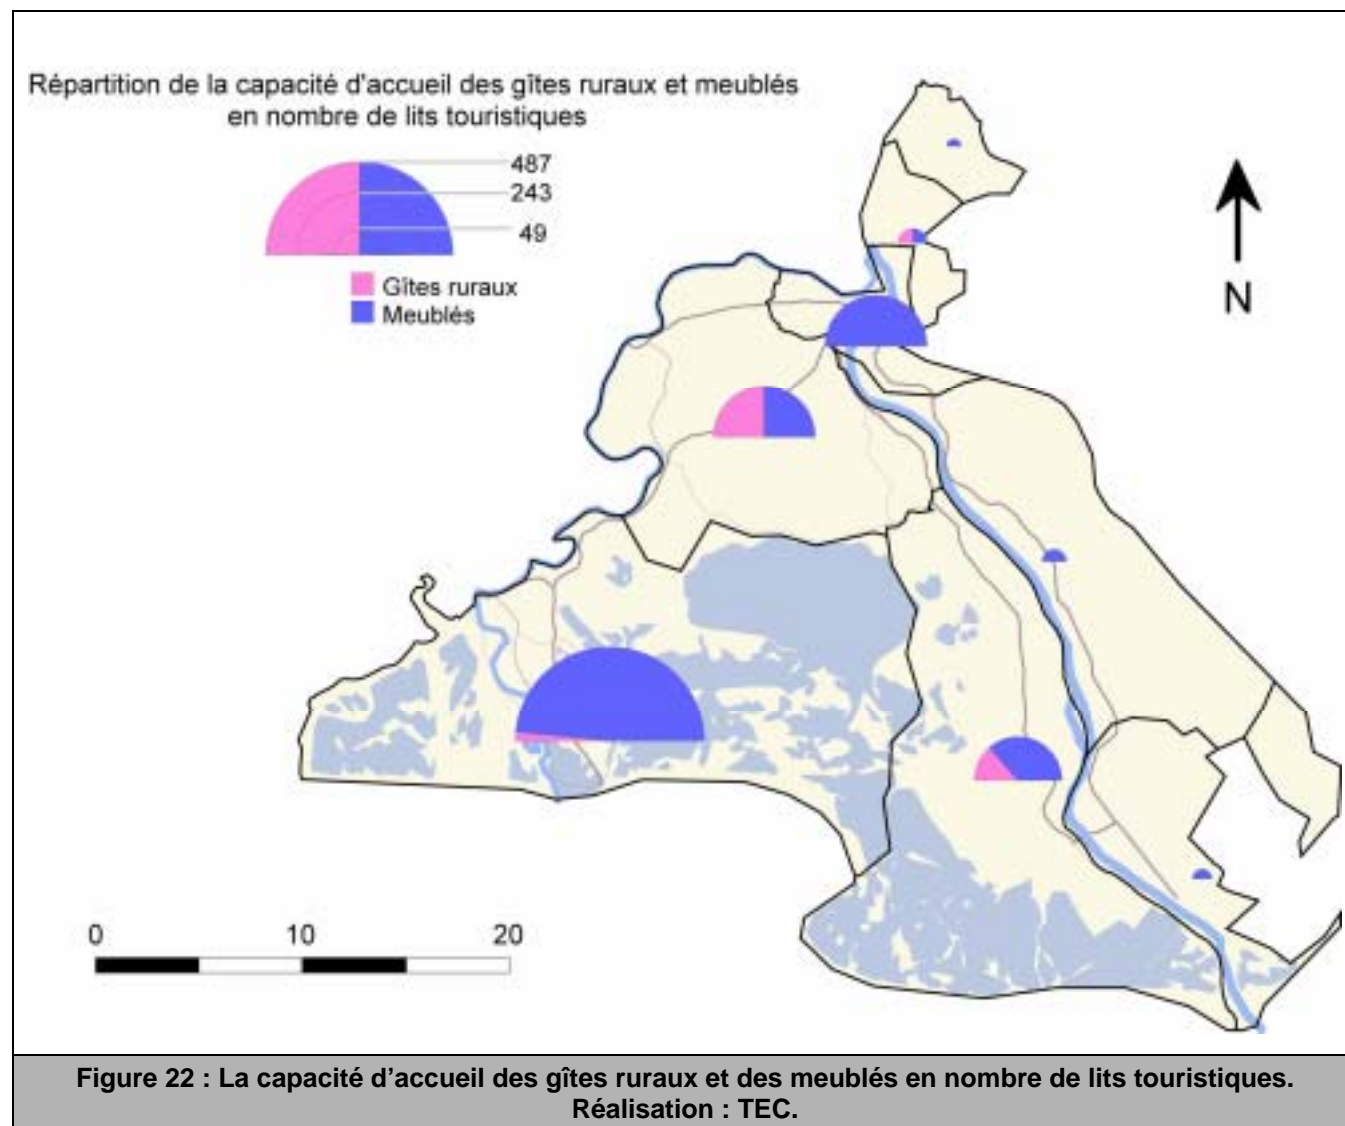 Répartition de la capacité d'accueil des gîtes ruraux et meublés
en nombre de lits touristiques
487
243
49
Gîtes ruraux
Meublés
N
0 10 20
Figure 22 : La capacité d’accueil des gîtes ruraux et des meublés en nombre de lits touristiques.
Réalisation : TEC.